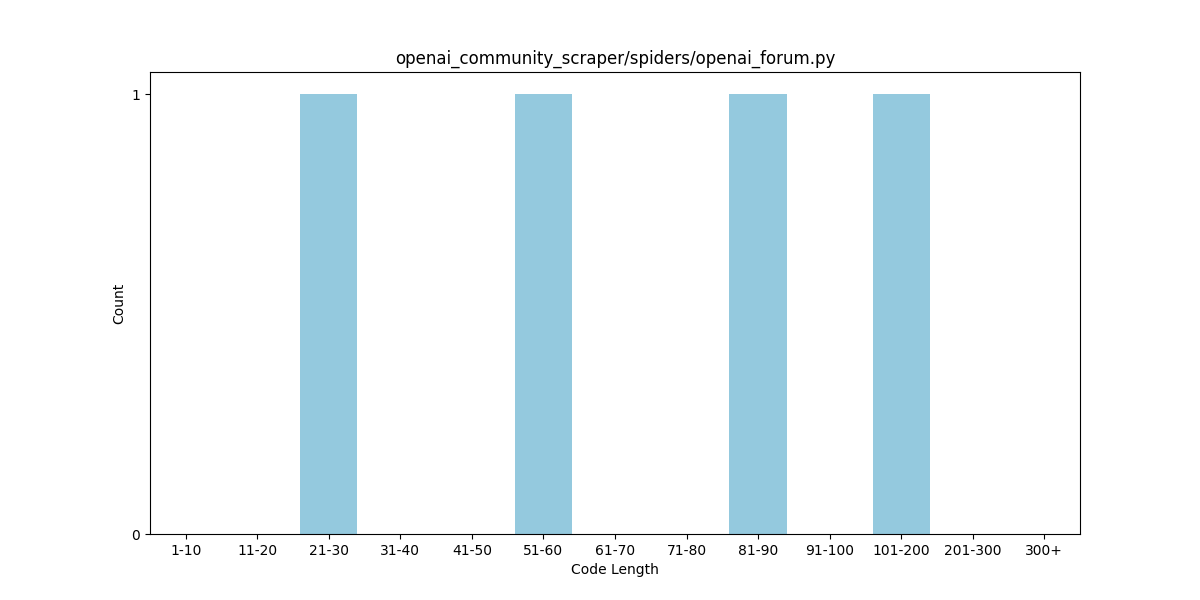 openai_community_scraper/spiders/openai_forum.py
1
Count
0
1-10 11-20 21-30 31-40 41-50 51-60 61-70 71-80 81-90 91-100 101-200 201-300 300+
Code Length